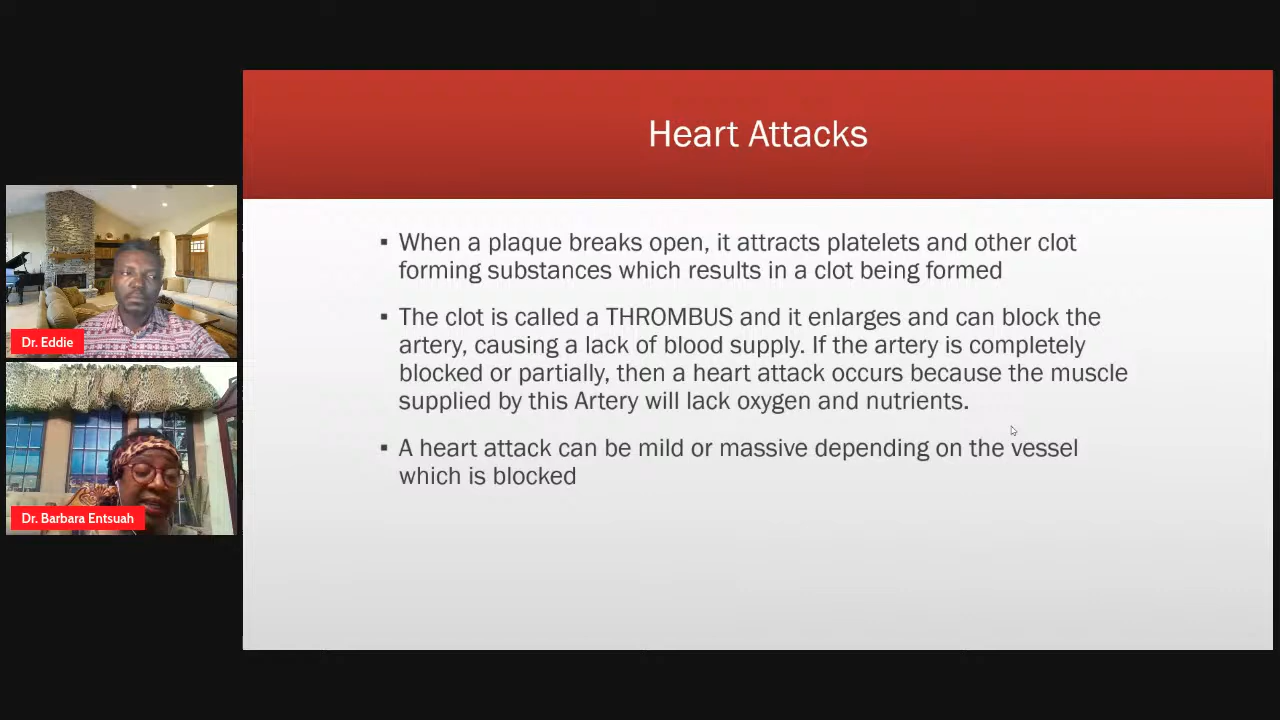 Heart Attacks
▪ When a plaque breaks open, it attracts platelets and other clot
forming substances which results in a clot being formed
▪ The clot is called a THROMBUS and it enlarges and can block the
artery, causing a lack of blood supply. If the artery is completely
blocked or partially, then a heart attack occurs because the muscle
supplied by this Artery will lack oxygen and nutrients.
▪ A heart attack can be mild or massive depending on the vessel
which is blocked
Dr. Eddie
Dr. Barbara Entsuah